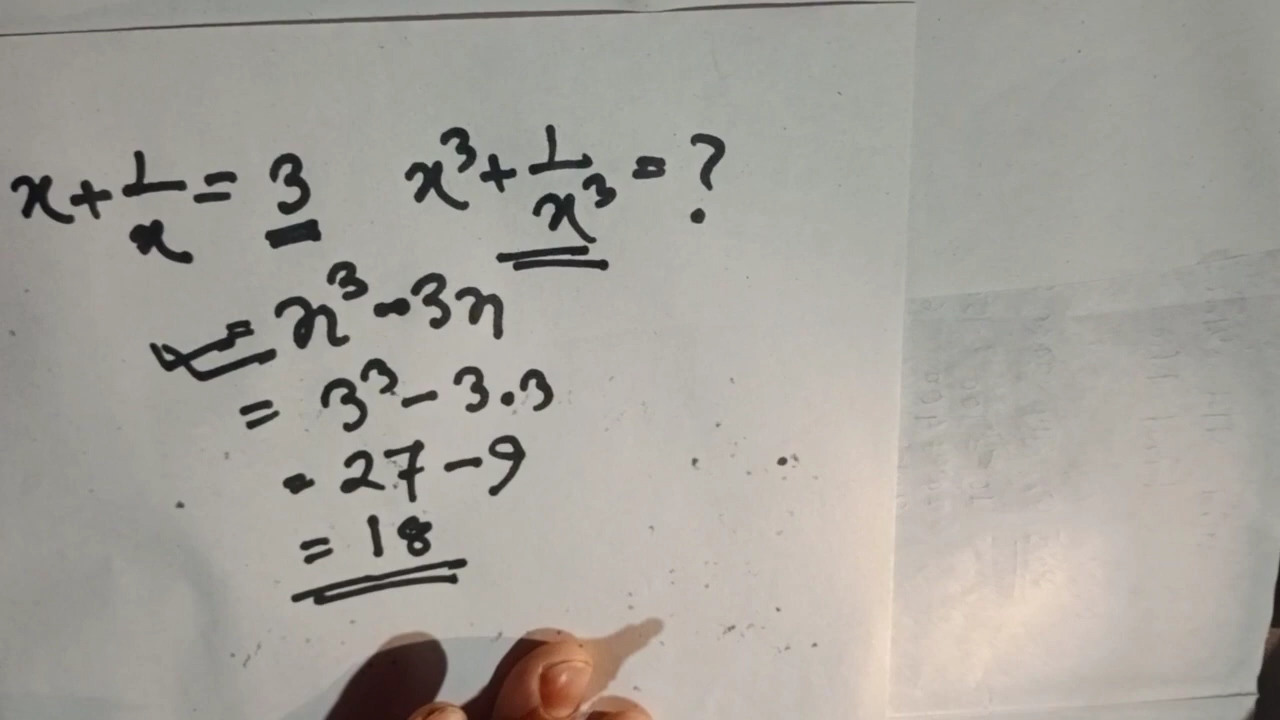 x + 1/x = 3 x³ + 1/x³ = ?
= n³ - 3n
= 3³ - 3.3
= 27 - 9
= 18